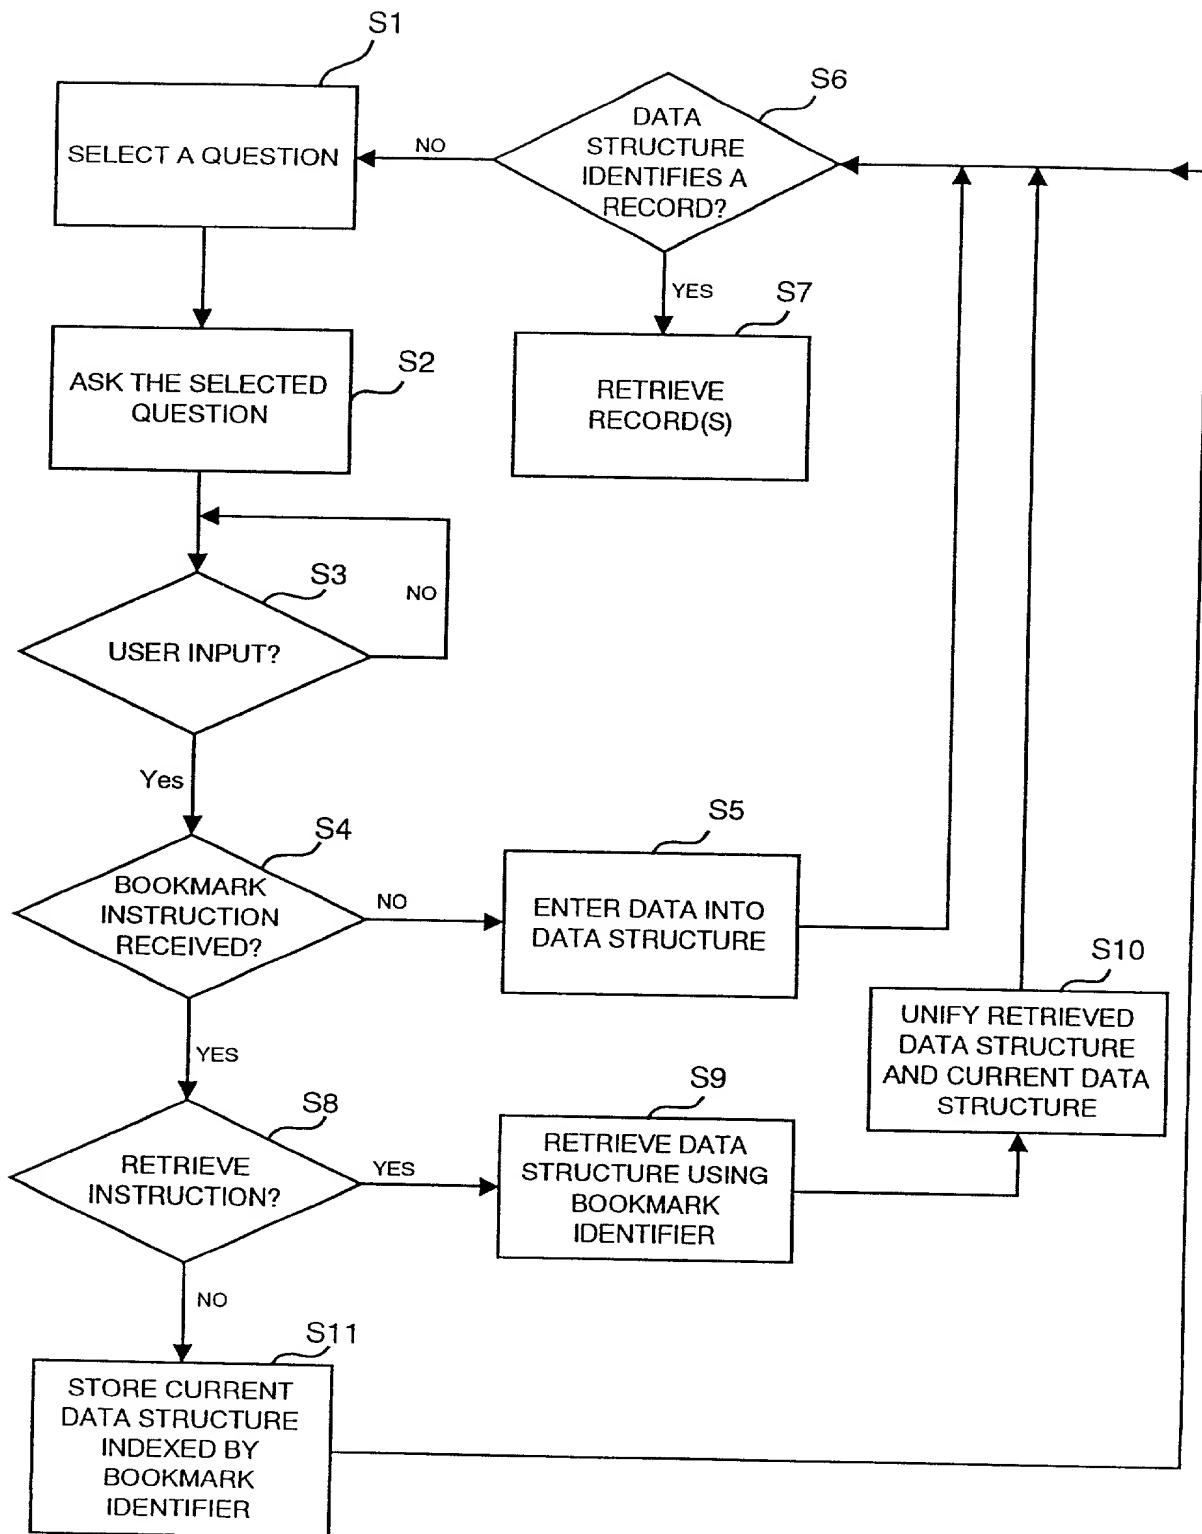 S1
SELECT A QUESTION
NO
S6
DATA
STRUCTURE
IDENTIFIES A
RECORD?
YES
S7
RETRIEVE
RECORD(S)
S2
ASK THE SELECTED
QUESTION
S3
NO
USER INPUT?
Yes
S4
BOOKMARK
INSTRUCTION
RECEIVED?
NO
S5
ENTER DATA INTO
DATA STRUCTURE
S10
UNIFY RETRIEVED
DATA STRUCTURE
AND CURRENT DATA
STRUCTURE
YES
S8
RETRIEVE
INSTRUCTION?
YES
S9
RETRIEVE DATA
STRUCTURE USING
BOOKMARK
IDENTIFIER
NO
S11
STORE CURRENT
DATA STRUCTURE
INDEXED BY
BOOKMARK
IDENTIFIER